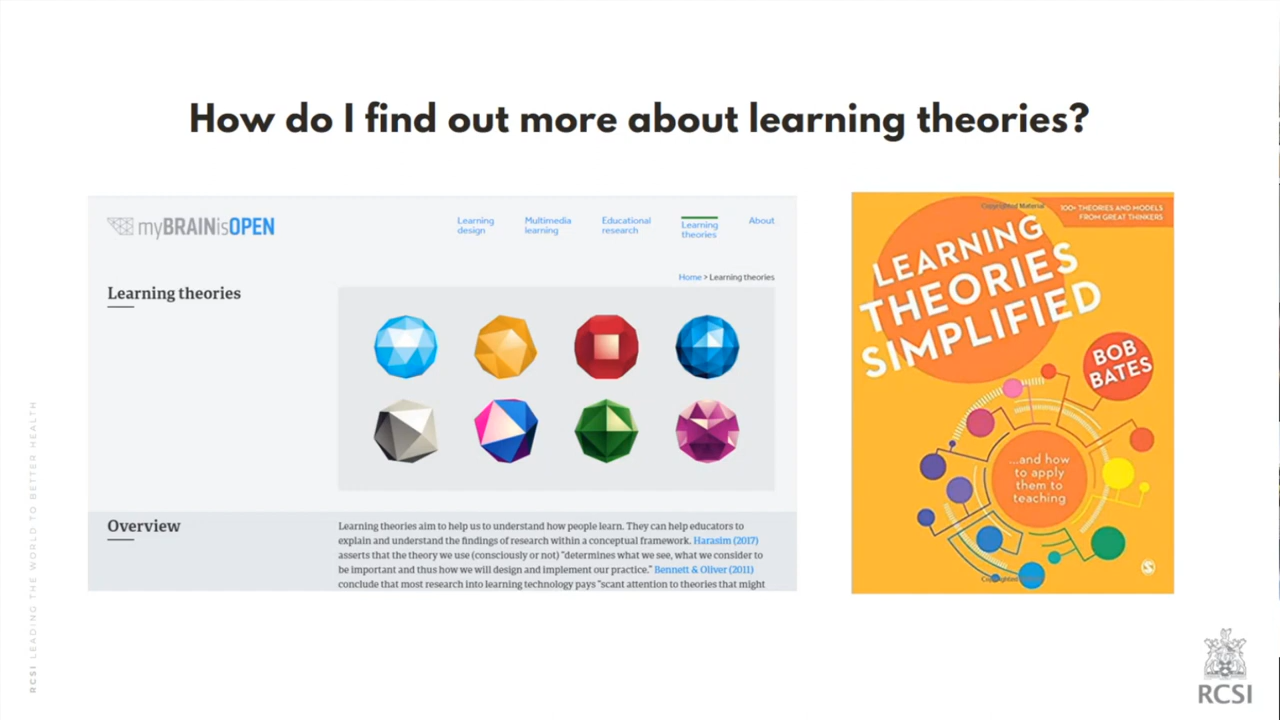 How do I find out more about learning theories?
myBRAINisOPEN
Learning
design
Multimedia
learning
Educational
research
Learning
theories
About
Home > Learning theories
Learning theories
Overview
Learning theories aim to help us to understand how people learn. They can help educators to
explain and understand the findings of research within a conceptual framework. Harasim (2017)
asserts that the theory we use (consciously or not) "determines what we see, what we consider to
be important and thus how we will design and implement our practice." Bennett & Oliver (2011)
conclude that most research into learning technology pays "scant attention to theories that might
Copyrighted Material
100+ THEORIES AND MODELS
FROM GREAT THINKERS
LEARNING
THEORIES
SIMPLIFIED
BOB
BATES
...and how
to apply
them to
teaching
RCSI LEADING THE WORLD TO BETTER HEALTH
RCSI